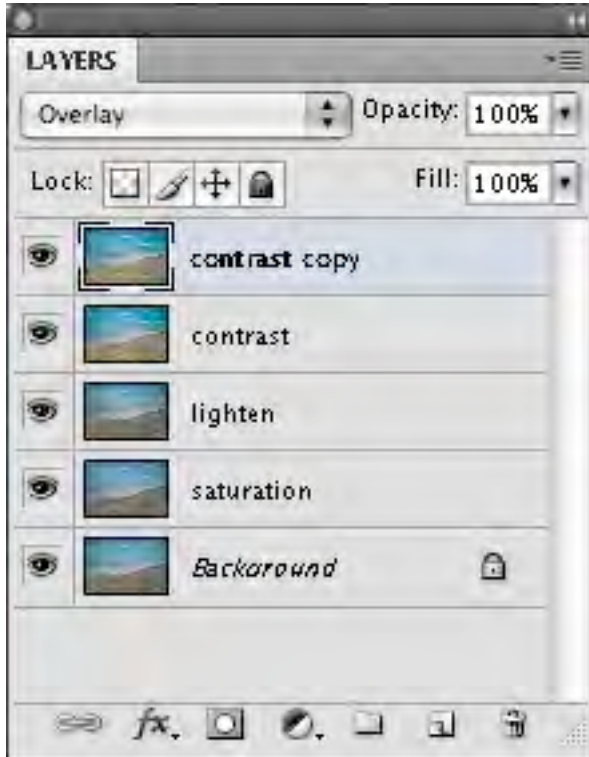 LAYERS
Overlay Opacity: 100%
Lock: Fill: 100%
contrast copy
contrast
lighten
saturation
Background
fx.